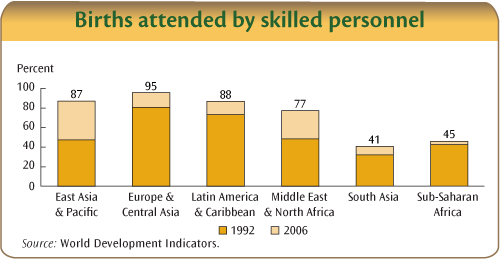 Births attended by skilled personnel
Percent
100
80
60
40
20
0
87
95
88
77
41
45
East Asia
& Pacific
Europe &
Central Asia
Latin America
& Caribbean
Middle East
& North Africa
South Asia
Sub-Saharan
Africa
1992
2006
Source: World Development Indicators.